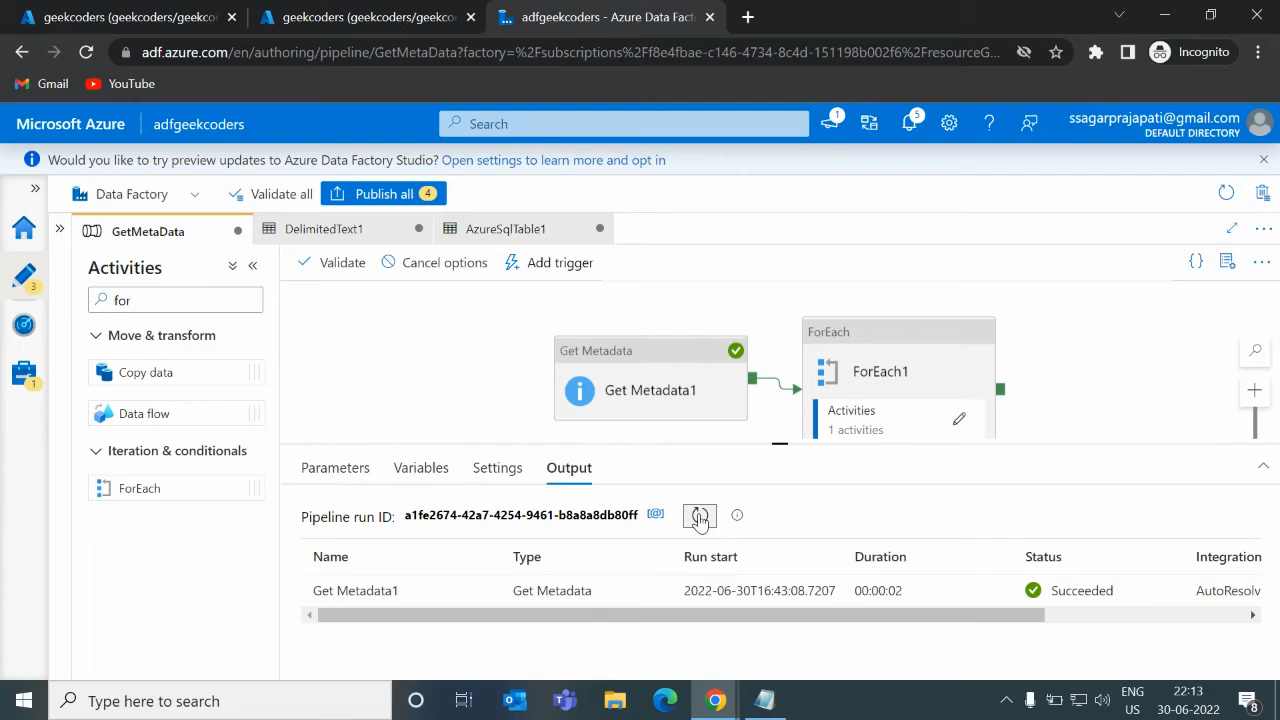 geekcoders (geekcoders/geekco
geekcoders (geekcoders/geekco
adfgeekcoders - Azure Data Fact
adf.azure.com/en/authoring/pipeline/GetMetaData?factory=%2Fsubscriptions%2Ff8e4fbae-c146-4734-8c4d-151198b002f6%2FresourceG...
Incognito
Gmail
YouTube
Microsoft Azure
adfgeekcoders
Search
1
5
ssagarprajapati@gmail.com
DEFAULT DIRECTORY
Would you like to try preview updates to Azure Data Factory Studio? Open settings to learn more and opt in
Data Factory
Validate all
Publish all
4
GetMetaData
DelimitedText1
AzureSqlTable1
3
1
Activities
for
Move & transform
Copy data
Data flow
Iteration & conditionals
ForEach
Validate
Cancel options
Add trigger
Get Metadata
Get Metadata1
ForEach
ForEach1
Activities
1 activities
Parameters
Variables
Settings
Output
Pipeline run ID:
a1fe2674-42a7-4254-9461-b8a8a8db80ff
[@]
Name
Type
Run start
Duration
Status
Integration
Get Metadata1
Get Metadata
2022-06-30T16:43:08.7207
00:00:02
Succeeded
AutoResolv
Type here to search
ENG
US
22:13
30-06-2022
8